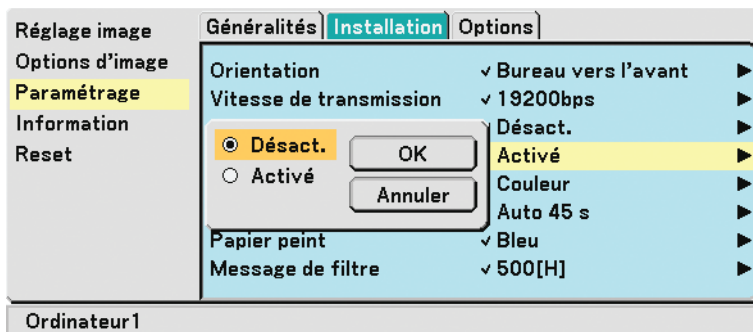 Réglage image
Options d'image
Paramétrage
Information
Reset
Généralités Installation Options
Orientation ✓ Bureau vers l'avant ▶
Vitesse de transmission ✓ 19200bps ▶
Désact. ▶
Activé ▶
Couleur ▶
Auto 45 s ▶
Désact.
Activé
OK
Annuler
Papier peint ✓ Bleu ▶
Message de filtre ✓ 500[H] ▶
Ordinateur1